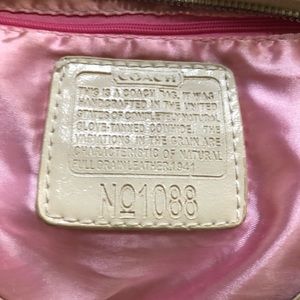 COACH
THIS IS A COACH BAG. IT WAS
HANDCRAFTED IN THE UNITED
STATES OF COMPLETELY NATURAL
GLOVE-TANNED COWHIDE. THE
VARIATIONS IN THE GRAIN ARE
CHARACTERISTIC OF NATURAL
FULL GRAIN LEATHER.1941
No1088